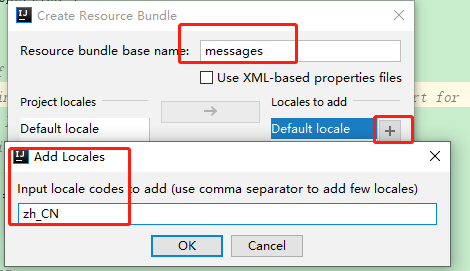 Create Resource Bundle
Resource bundle base name: messages
Use XML-based properties files
Project locales
Locales to add
Default locale
Default locale
for
Add Locales
Input locale codes to add (use comma separator to add few locales)
zh_CN
OK Cancel